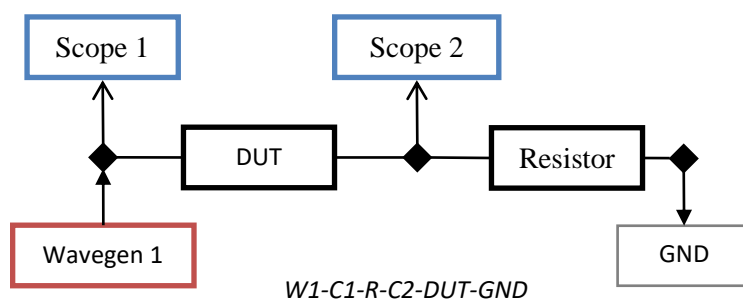 Scope 1
Scope 2
DUT
Resistor
Wavegen 1
GND
W1-C1-R-C2-DUT-GND